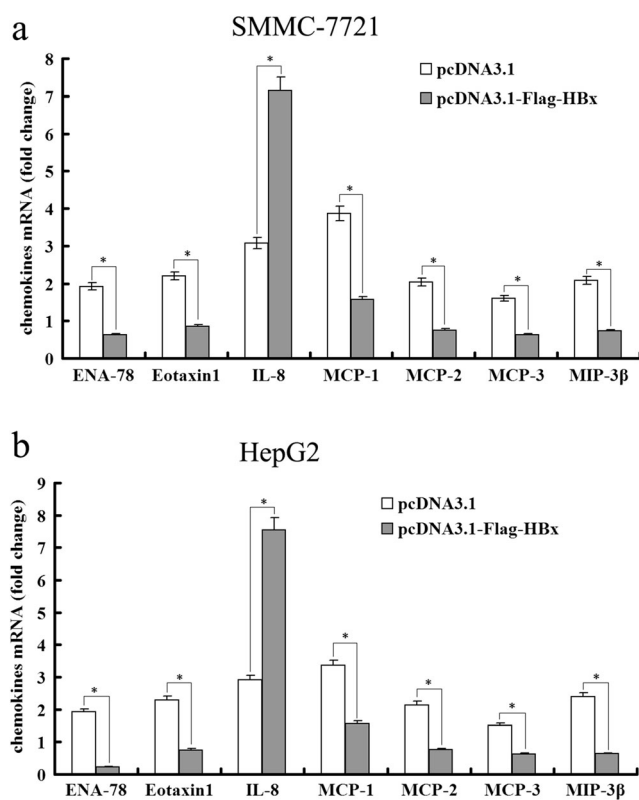 a
SMMC-7721
chemokines mRNA (fold change)
8
7
6
5
4
3
2
1
0
pcDNA3.1
pcDNA3.1-Flag-HBx
* * * * * * *
ENA-78 Eotaxin1 IL-8 MCP-1 MCP-2 MCP-3 MIP-3β
b
HepG2
chemokines mRNA (fold change)
9
8
7
6
5
4
3
2
1
0
pcDNA3.1
pcDNA3.1-Flag-HBx
* * * * * * *
ENA-78 Eotaxin1 IL-8 MCP-1 MCP-2 MCP-3 MIP-3β